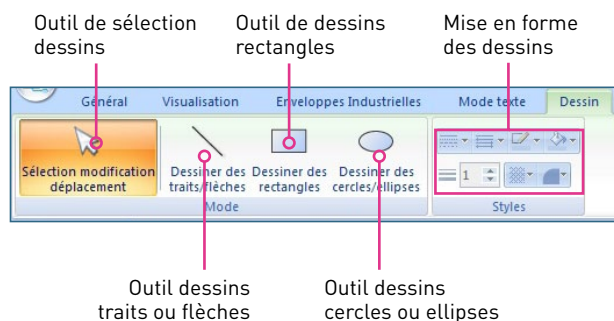 Outil de sélection
dessins
Outil de dessins
rectangles
Mise en forme
des dessins
Général
Visualisation
Enveloppes Industrielles
Mode texte
Dessin
Sélection modification
déplacement
Dessiner des
traits/flèches
Dessiner des
rectangles
Dessiner des
cercles/ellipses
1
Mode
Styles
Outil dessins
traits ou flèches
Outil dessins
cercles ou ellipses